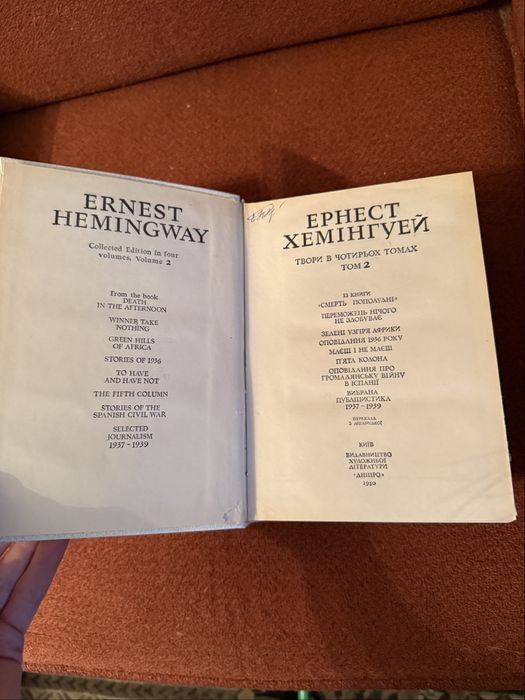 ERNEST
HEMINGWAY
Collected Edition in four
volumes, Volume 2
From the book
DEATH
IN THE AFTERNOON
WINNER TAKE
NOTHING
GREEN HILLS
OF AFRICA
STORIES OF 1936
TO HAVE
AND HAVE NOT
THE FIFTH COLUMN
STORIES OF THE
SPANISH CIVIL WAR
SELECTED
JOURNALISM
1937-1939
ЕРНЕСТ
ХЕМІНГУЕЙ
ТВОРИ В ЧОТИРЬОХ ТОМАХ
ТОМ 2
ІЗ КНИГИ
«СМЕРТЬ ПОПОЛУДНІ»
ПЕРЕМОЖЕЦЬ НІЧОГО
НЕ ЗДОБУВАЄ
ЗЕЛЕНІ УЗГІР'Я АФРИКИ
ОПОВІДАННЯ 1936 РОКУ
МАЄШ І НЕ МАЄШ
П'ЯТА КОЛОНА
ОПОВІДАННЯ ПРО
ГРОМАДЯНСЬКУ ВІЙНУ
В ІСПАНІЇ
ВИБРАНА
ПУБЛІЦИСТИКА
1937-1939
ПЕРЕКЛАД
З АНГЛІЙСЬКОЇ
КИЇВ
ВИДАВНИЦТВО
ХУДОЖНЬОЇ
ЛІТЕРАТУРИ
«ДНІПРО»